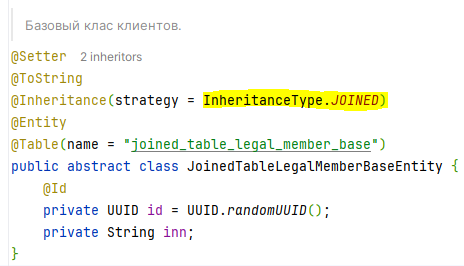 Базовый клас клиентов.
@Setter 2 inheritors
@ToString
@Inheritance(strategy = InheritanceType.JOINED)
@Entity
@Table(name = "joined_table_legal_member_base")
public abstract class JoinedTableLegalMemberBaseEntity {
@Id
private UUID id = UUID.randomUUID();
private String inn;
}